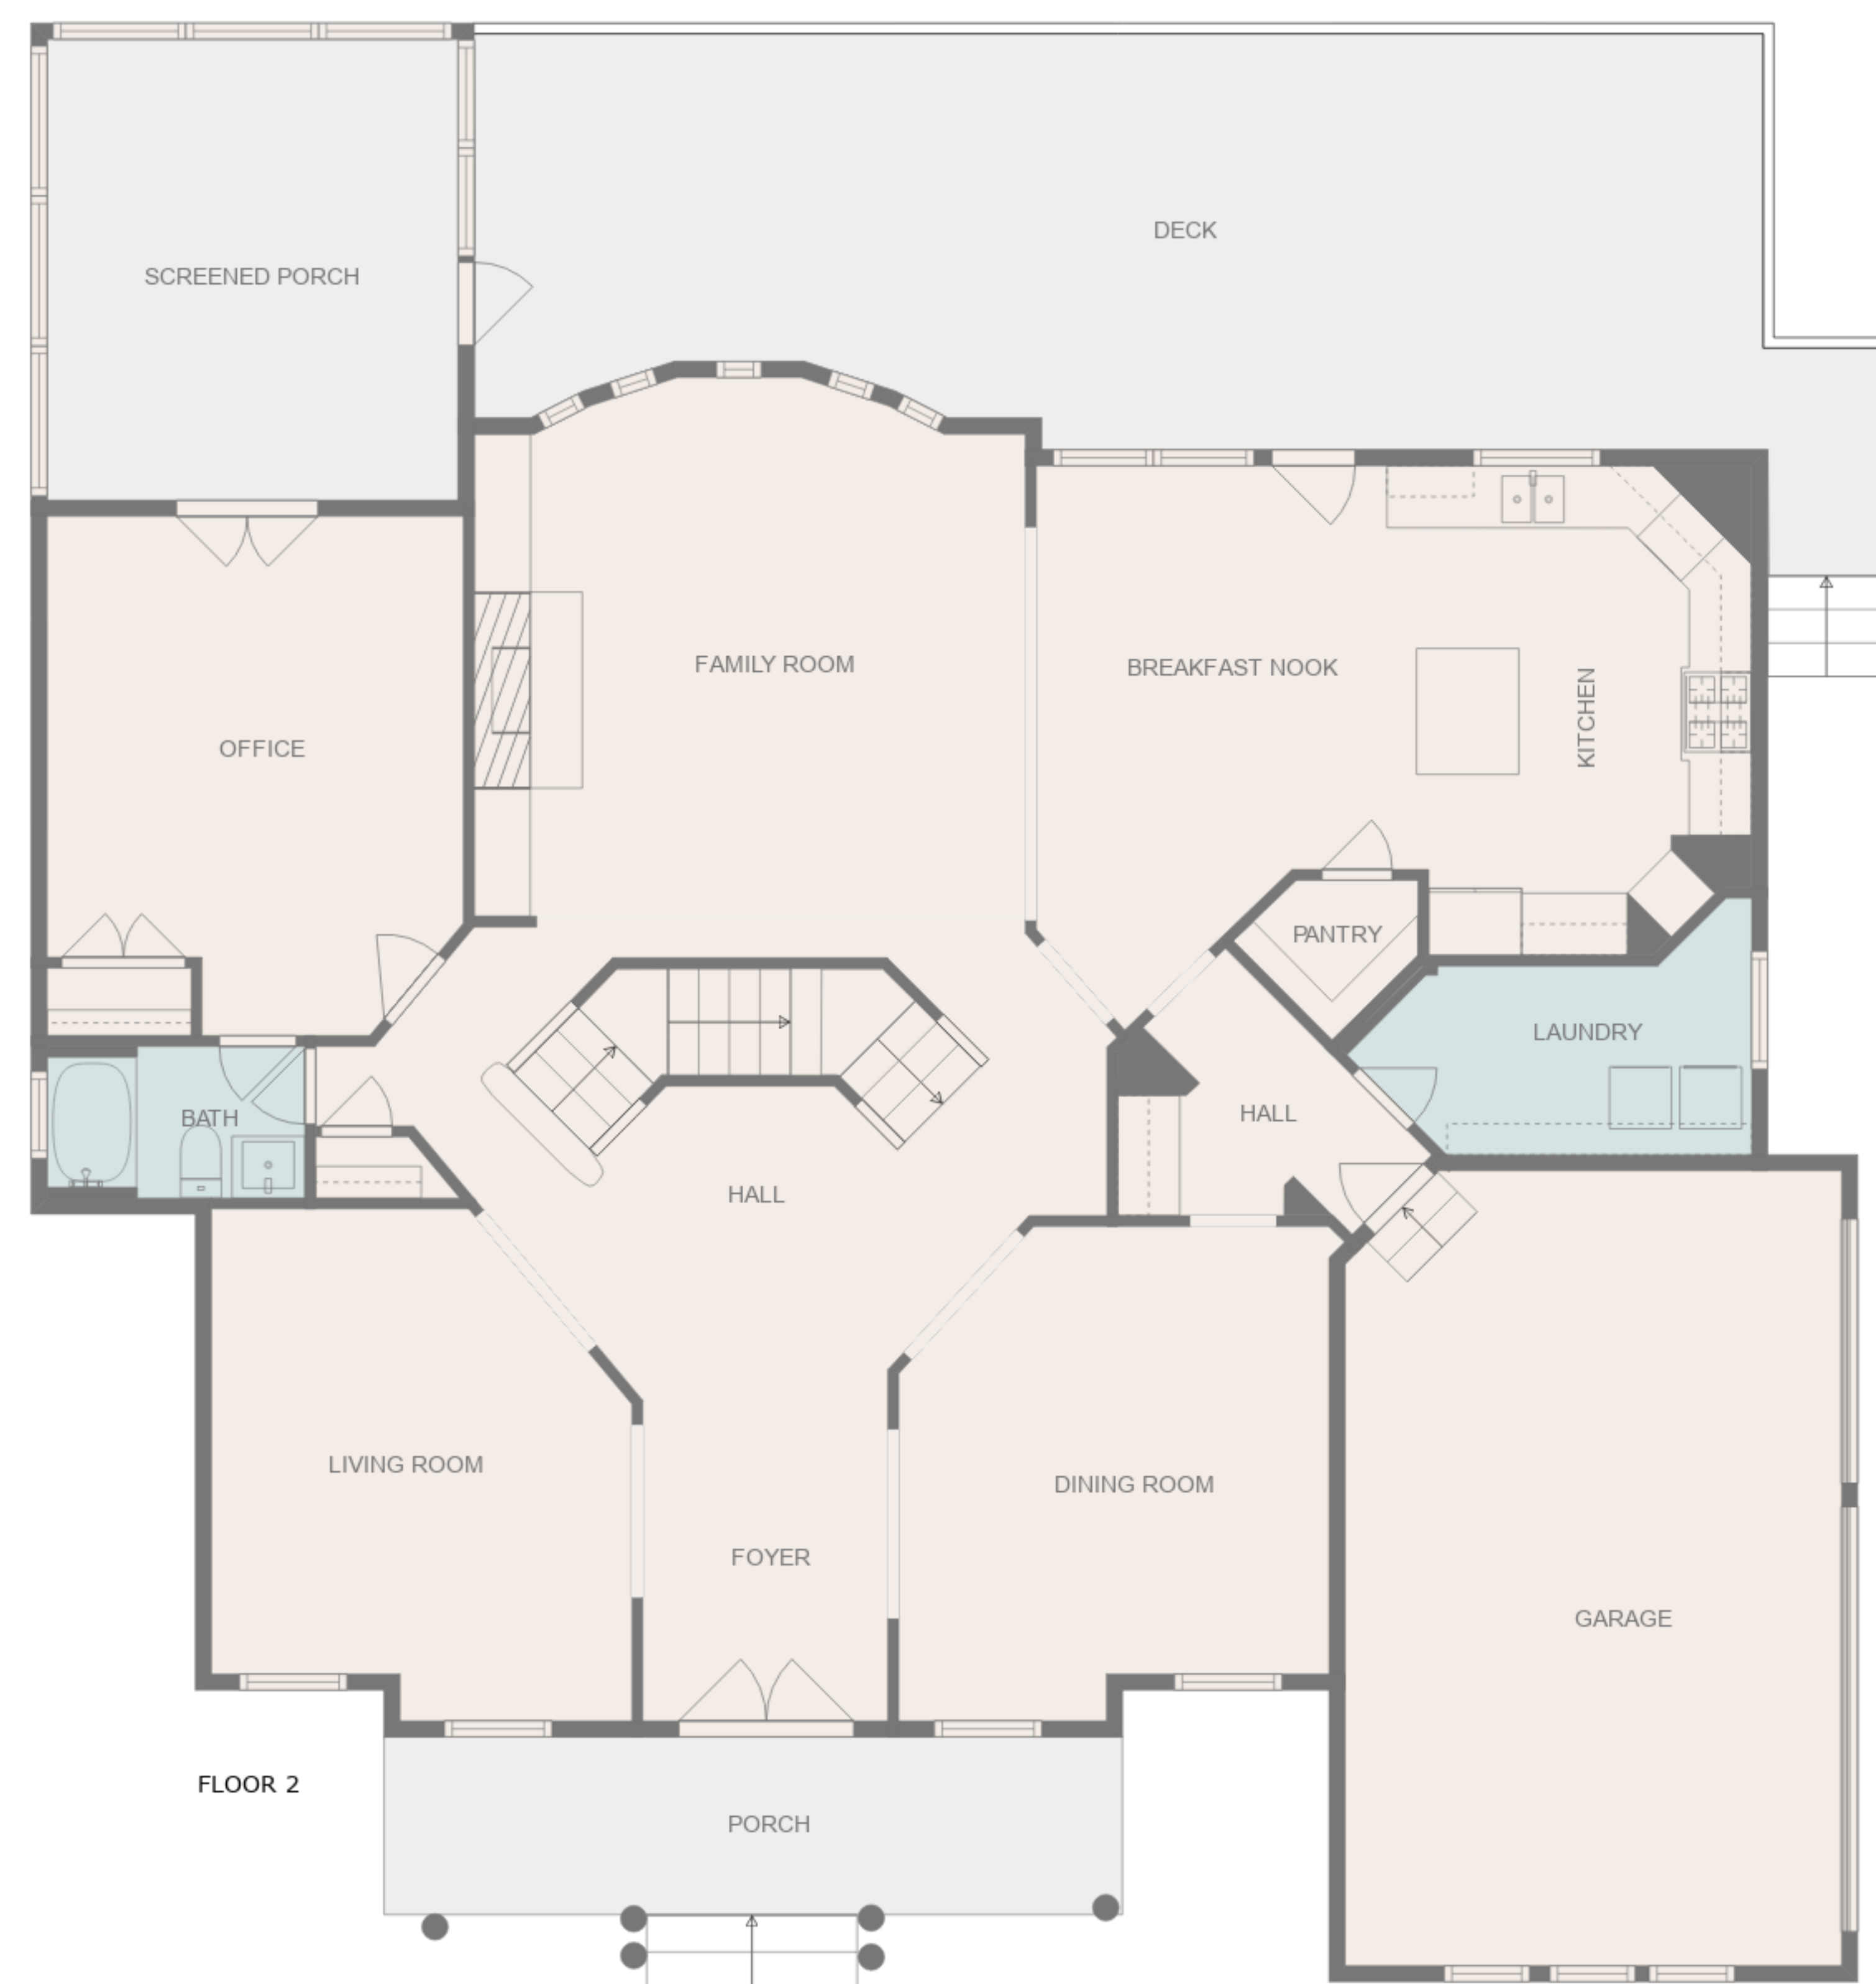 DECK
SCREENED PORCH
FAMILY ROOM
BREAKFAST NOOK
KITCHEN
OFFICE
PANTRY
LAUNDRY
BATH
HALL
HALL
LIVING ROOM
DINING ROOM
FOYER
GARAGE
FLOOR 2
PORCH